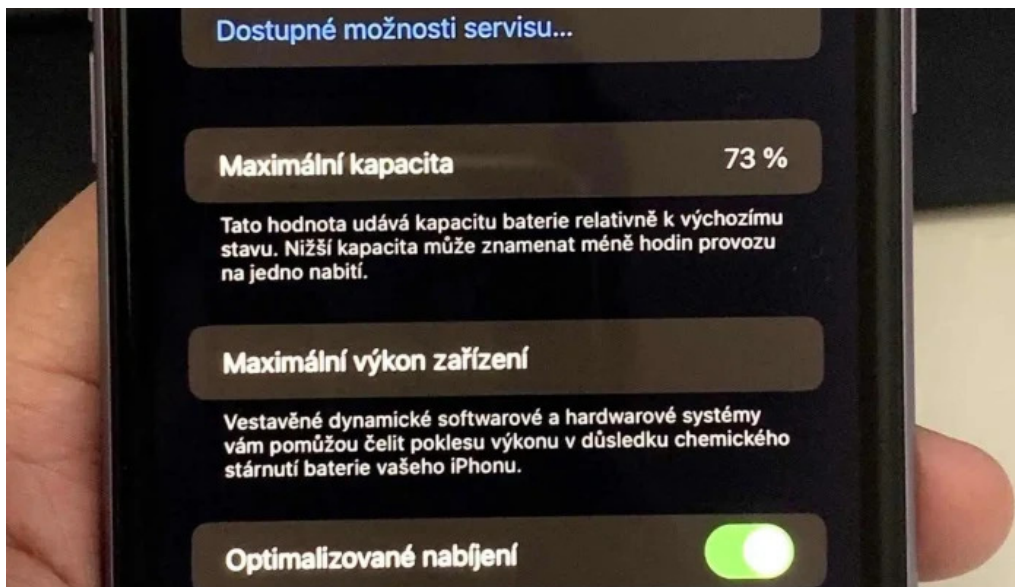 Dostupné možnosti servisu...
Maximální kapacita 73 %
Tato hodnota udává kapacitu baterie relativně k výchozímu
stavu. Nižší kapacita může znamenat méně hodin provozu
na jedno nabití.
Maximální výkon zařízení
Vestavěné dynamické softwarové a hardwarové systémy
vám pomůžou čelit poklesu výkonu v důsledku chemického
stárnutí baterie vašeho iPhonu.
Optimalizované nabíjení